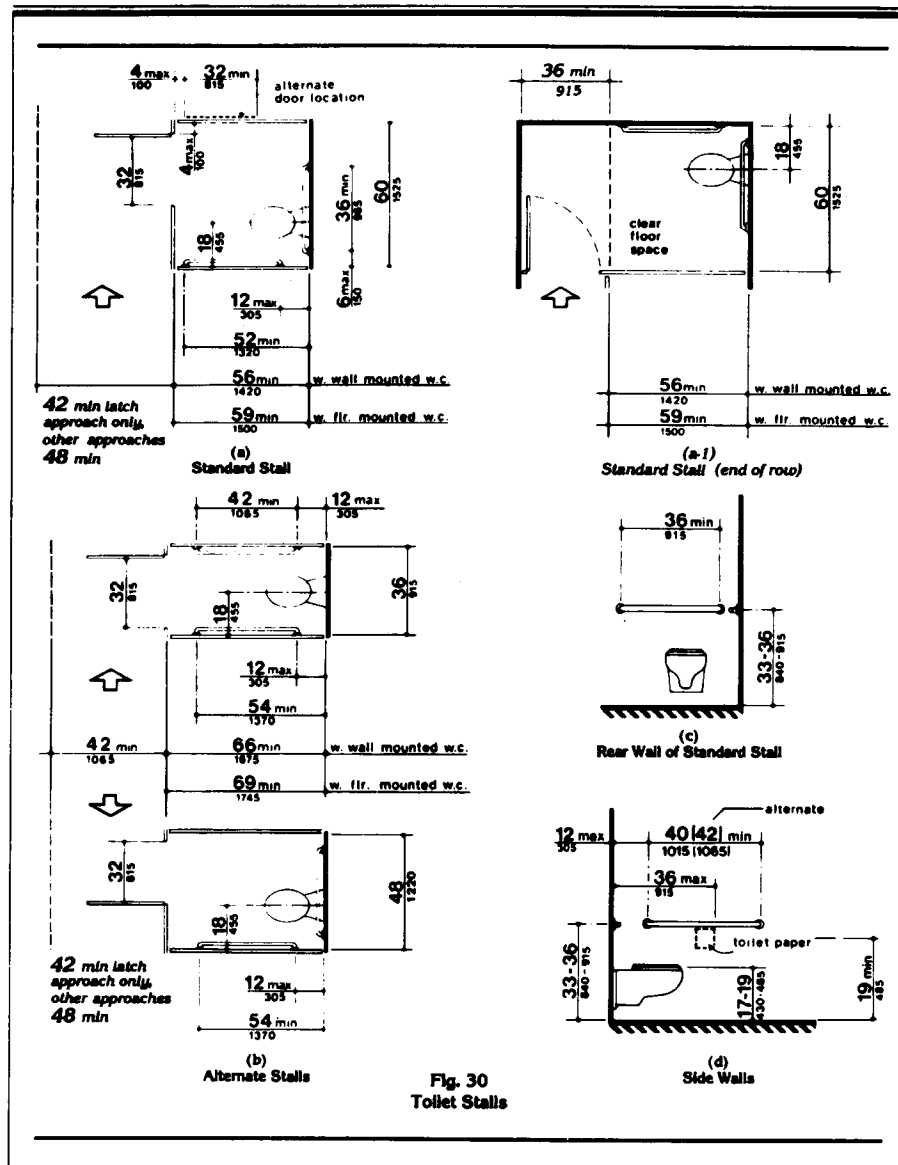 4 max
100
32 min
815
alternate
door location
32
815
4 max
100
18
455
36 min
965
60
1525
6 max
150
12 max
305
52 min
1320
56 min
1420
w. wall mounted w.c.
59 min
1500
w. flr. mounted w.c.
42 min latch
approach only,
other approaches
48 min
(a)
Standard Stall
36 min
915
18
455
60
1525
clear
floor
space
56 min
1420
w. wall mounted w.c.
59 min
1500
w. flr. mounted w.c.
(a-1)
Standard Stall (end of row)
42 min
1065
12 max
305
32
815
18
455
36
915
12 max
305
54 min
1370
42 min
1065
66 min
1675
w. wall mounted w.c.
69 min
1745
w. flr. mounted w.c.
32
815
18
455
48
1220
12 max
305
54 min
1370
42 min latch
approach only,
other approaches
48 min
(b)
Alternate Stalls
36 min
915
33-36
840-915
(c)
Rear Wall of Standard Stall
alternate
12 max
305
40 |42| min
1015 |1065|
36 max
915
toilet paper
33-36
840-915
17-19
430-485
19 min
485
(d)
Side Walls
Fig. 30
Toilet Stalls